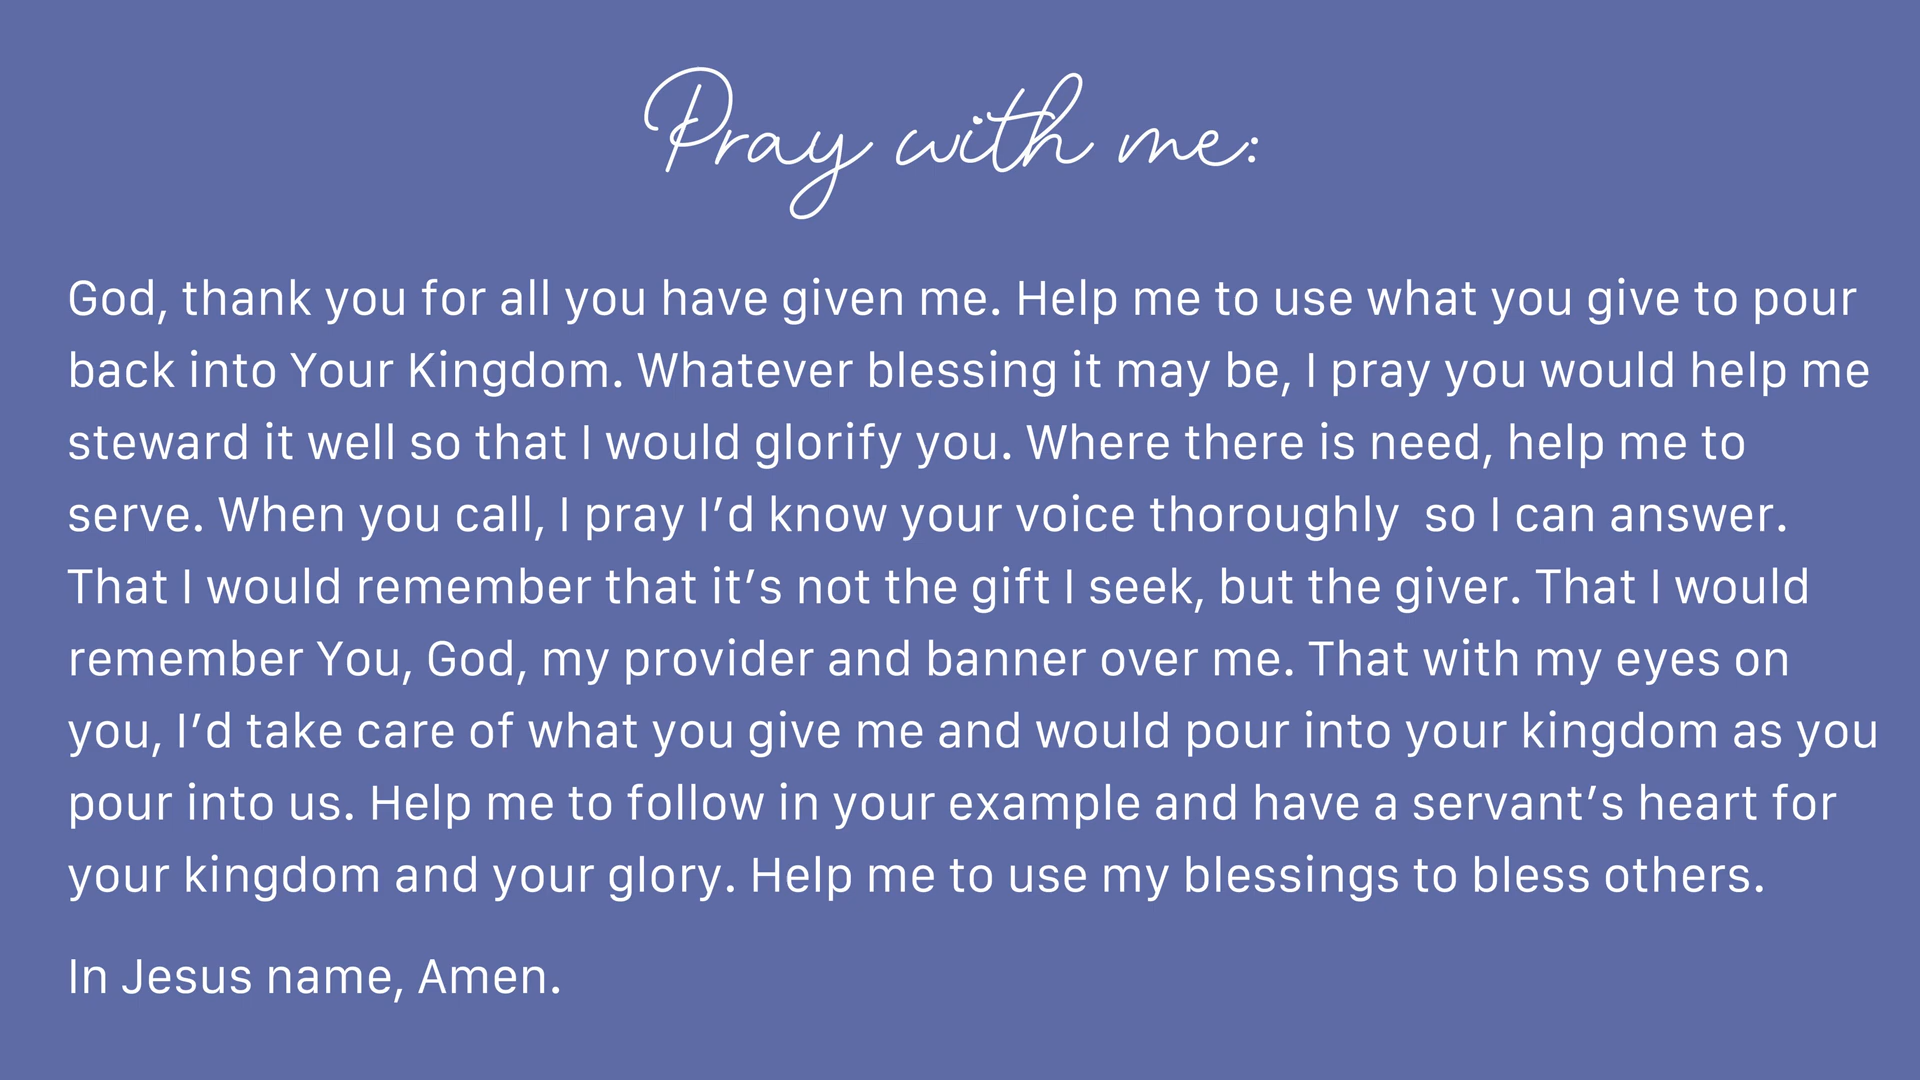 Pray with me:
God, thank you for all you have given me. Help me to use what you give to pour
back into Your Kingdom. Whatever blessing it may be, I pray you would help me
steward it well so that I would glorify you. Where there is need, help me to
serve. When you call, I pray I’d know your voice thoroughly  so I can answer.
That I would remember that it’s not the gift I seek, but the giver. That I would
remember You, God, my provider and banner over me. That with my eyes on
you, I’d take care of what you give me and would pour into your kingdom as you
pour into us. Help me to follow in your example and have a servant’s heart for
your kingdom and your glory. Help me to use my blessings to bless others.
In Jesus name, Amen.